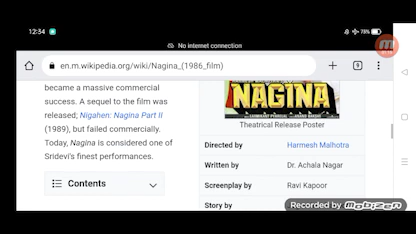 12:34
73%
No internet connection
en.m.wikipedia.org/wiki/Nagina_(1986_film)
9
became a massive commercial
success. A sequel to the film was
released; Nigahen: Nagina Part II
(1989), but failed commercially.
Today, Nagina is considered one of
Sridevi's finest performances.
Contents
NAGINA
Theatrical Release Poster
Directed by Harmesh Malhotra
Written by Dr. Achala Nagar
Screenplay by Ravi Kapoor
Story by
Recorded by mobizen